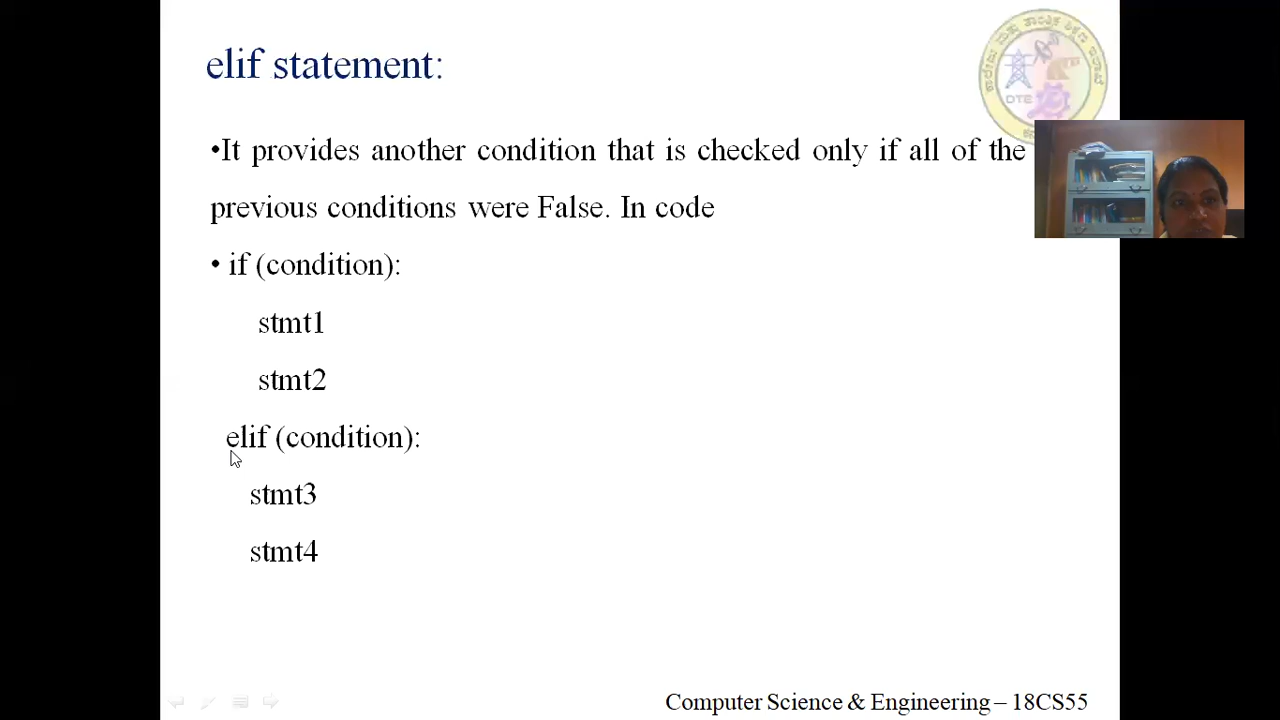 elif statement:
•It provides another condition that is checked only if all of the
previous conditions were False. In code
• if (condition):
stmt1
stmt2
elif (condition):
stmt3
stmt4
DTE
Computer Science & Engineering – 18CS55